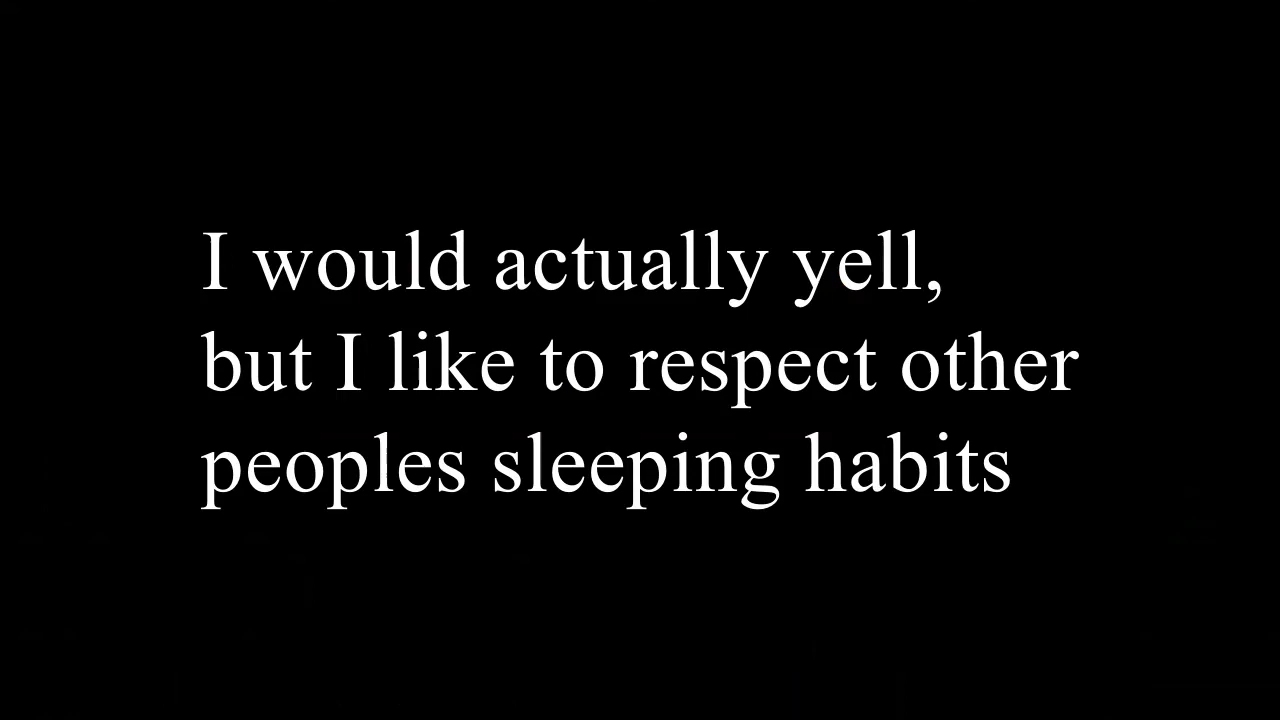 I would actually yell,
but I like to respect other
peoples sleeping habits